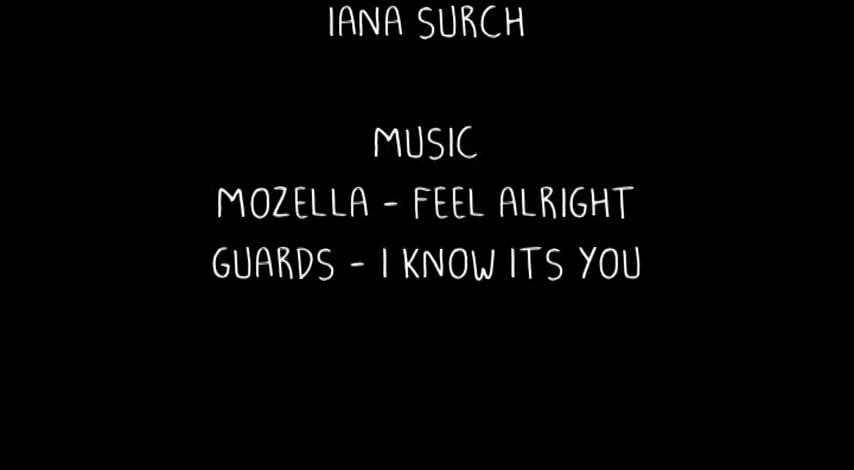 IANA SURCH
MUSIC
MOZELLA - FEEL ALRIGHT
GUARDS - I KNOW ITS YOU